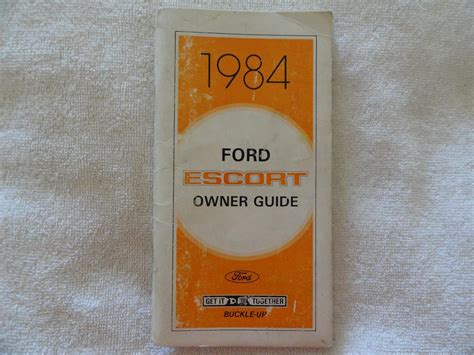 1984
FORD
ESCORT
OWNER GUIDE
Ford
GET IT TOGETHER
BUCKLE-UP